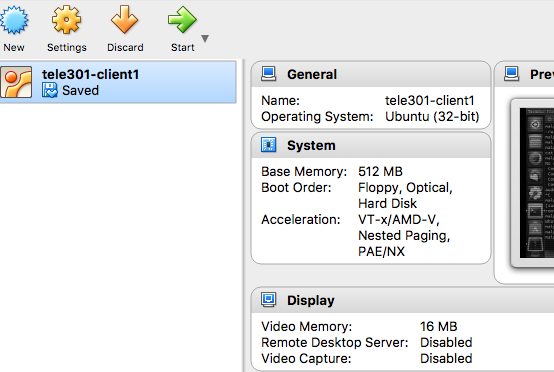 New Settings Discard Start
tele301-client1
Saved
General
Name: tele301-client1
Operating System: Ubuntu (32-bit)
System
Base Memory: 512 MB
Boot Order: Floppy, Optical,
Hard Disk
Acceleration: VT-x/AMD-V,
Nested Paging,
PAE/NX
Prev
Display
Video Memory: 16 MB
Remote Desktop Server: Disabled
Video Capture: Disabled